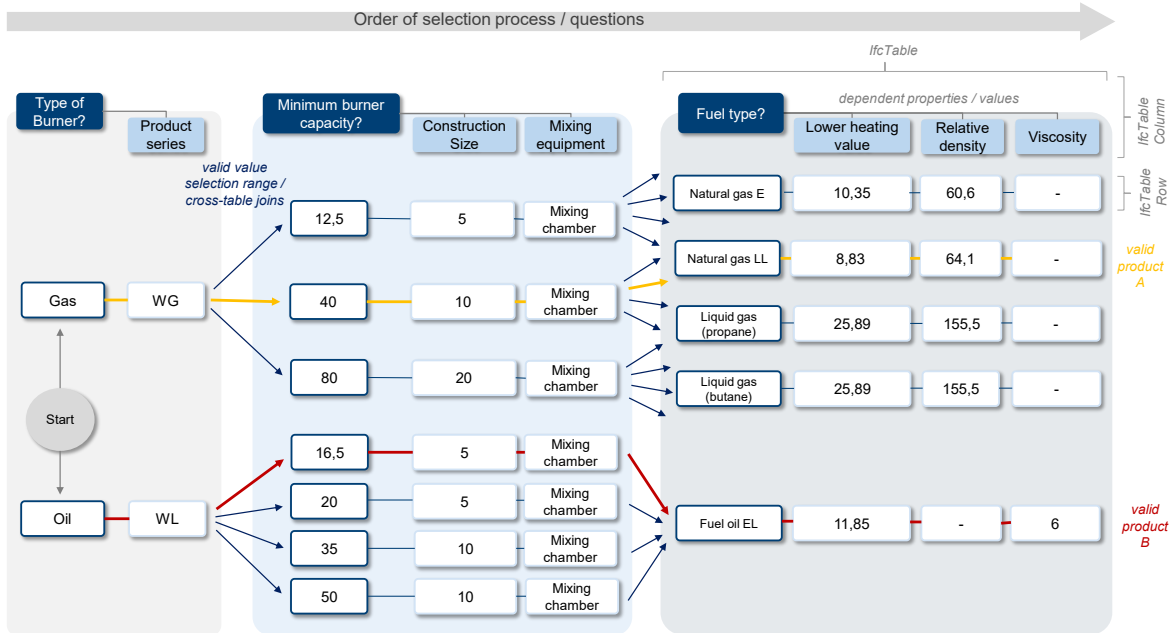 Order of selection process / questions
IfcTable
Type of
Burner?
Product
series
Minimum burner
capacity?
Construction
Size
Mixing
equipment
Fuel type?
dependent properties / values
Lower heating
value
Relative
density
Viscosity
IfcTable
Column
valid value
selection range /
cross-table joins
12,5
5
Mixing
chamber
Natural gas E
10,35
60,6
-
IfcTable
Row
Gas
WG
40
10
Mixing
chamber
Natural gas LL
8,83
64,1
-
valid
product
A
Liquid gas
(propane)
25,89
155,5
-
80
20
Mixing
chamber
Liquid gas
(butane)
25,89
155,5
-
Start
16,5
5
Mixing
chamber
Oil
WL
20
5
Mixing
chamber
Fuel oil EL
11,85
-
6
valid
product
B
35
10
Mixing
chamber
50
10
Mixing
chamber